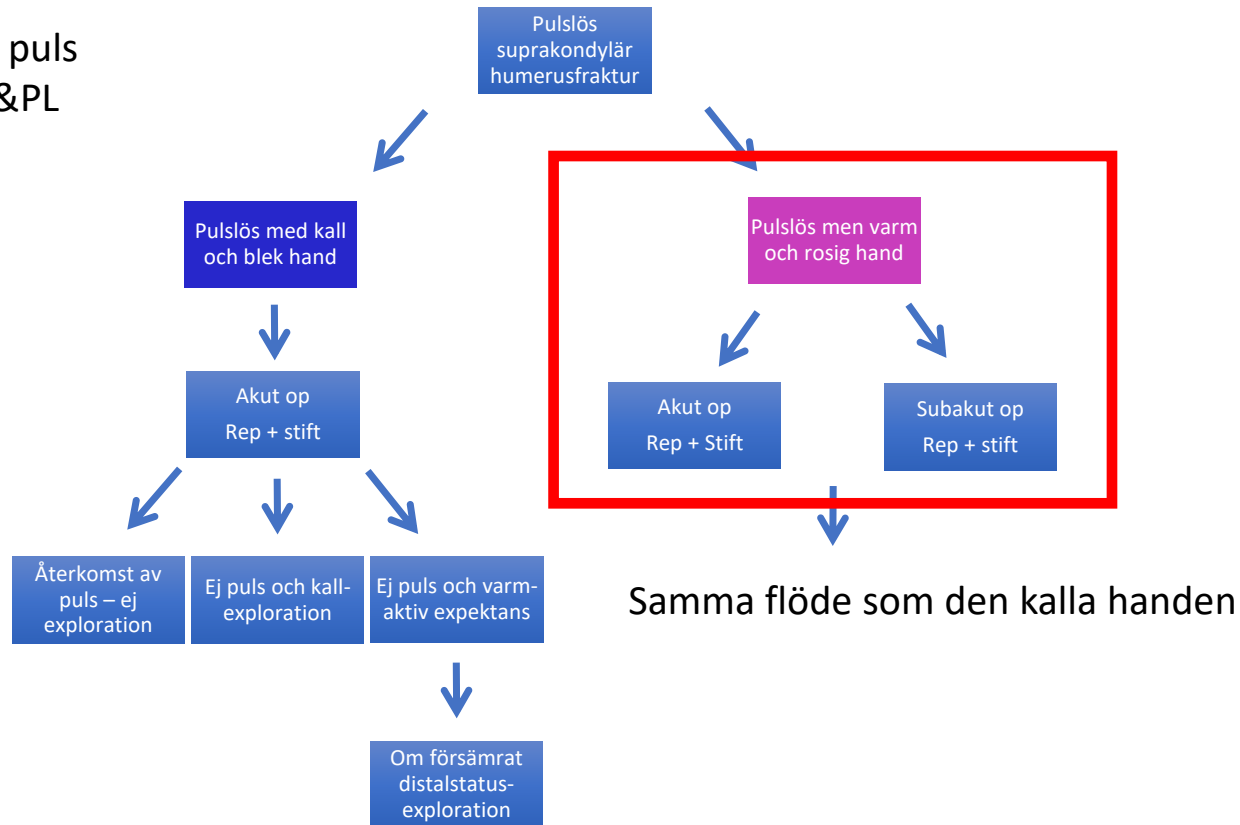 puls
&PL
Pulslös
suprakondylär
humerusfraktur
Pulslös med kall
och blek hand
Pulslös men varm
och rosig hand
Akut op
Rep + stift
Akut op
Rep + Stift
Subakut op
Rep + stift
Återkomst av
puls – ej
exploration
Ej puls och kall-
exploration
Ej puls och varm-
aktiv expektans
Samma flöde som den kalla handen
Om försämrat
distalstatus-
exploration